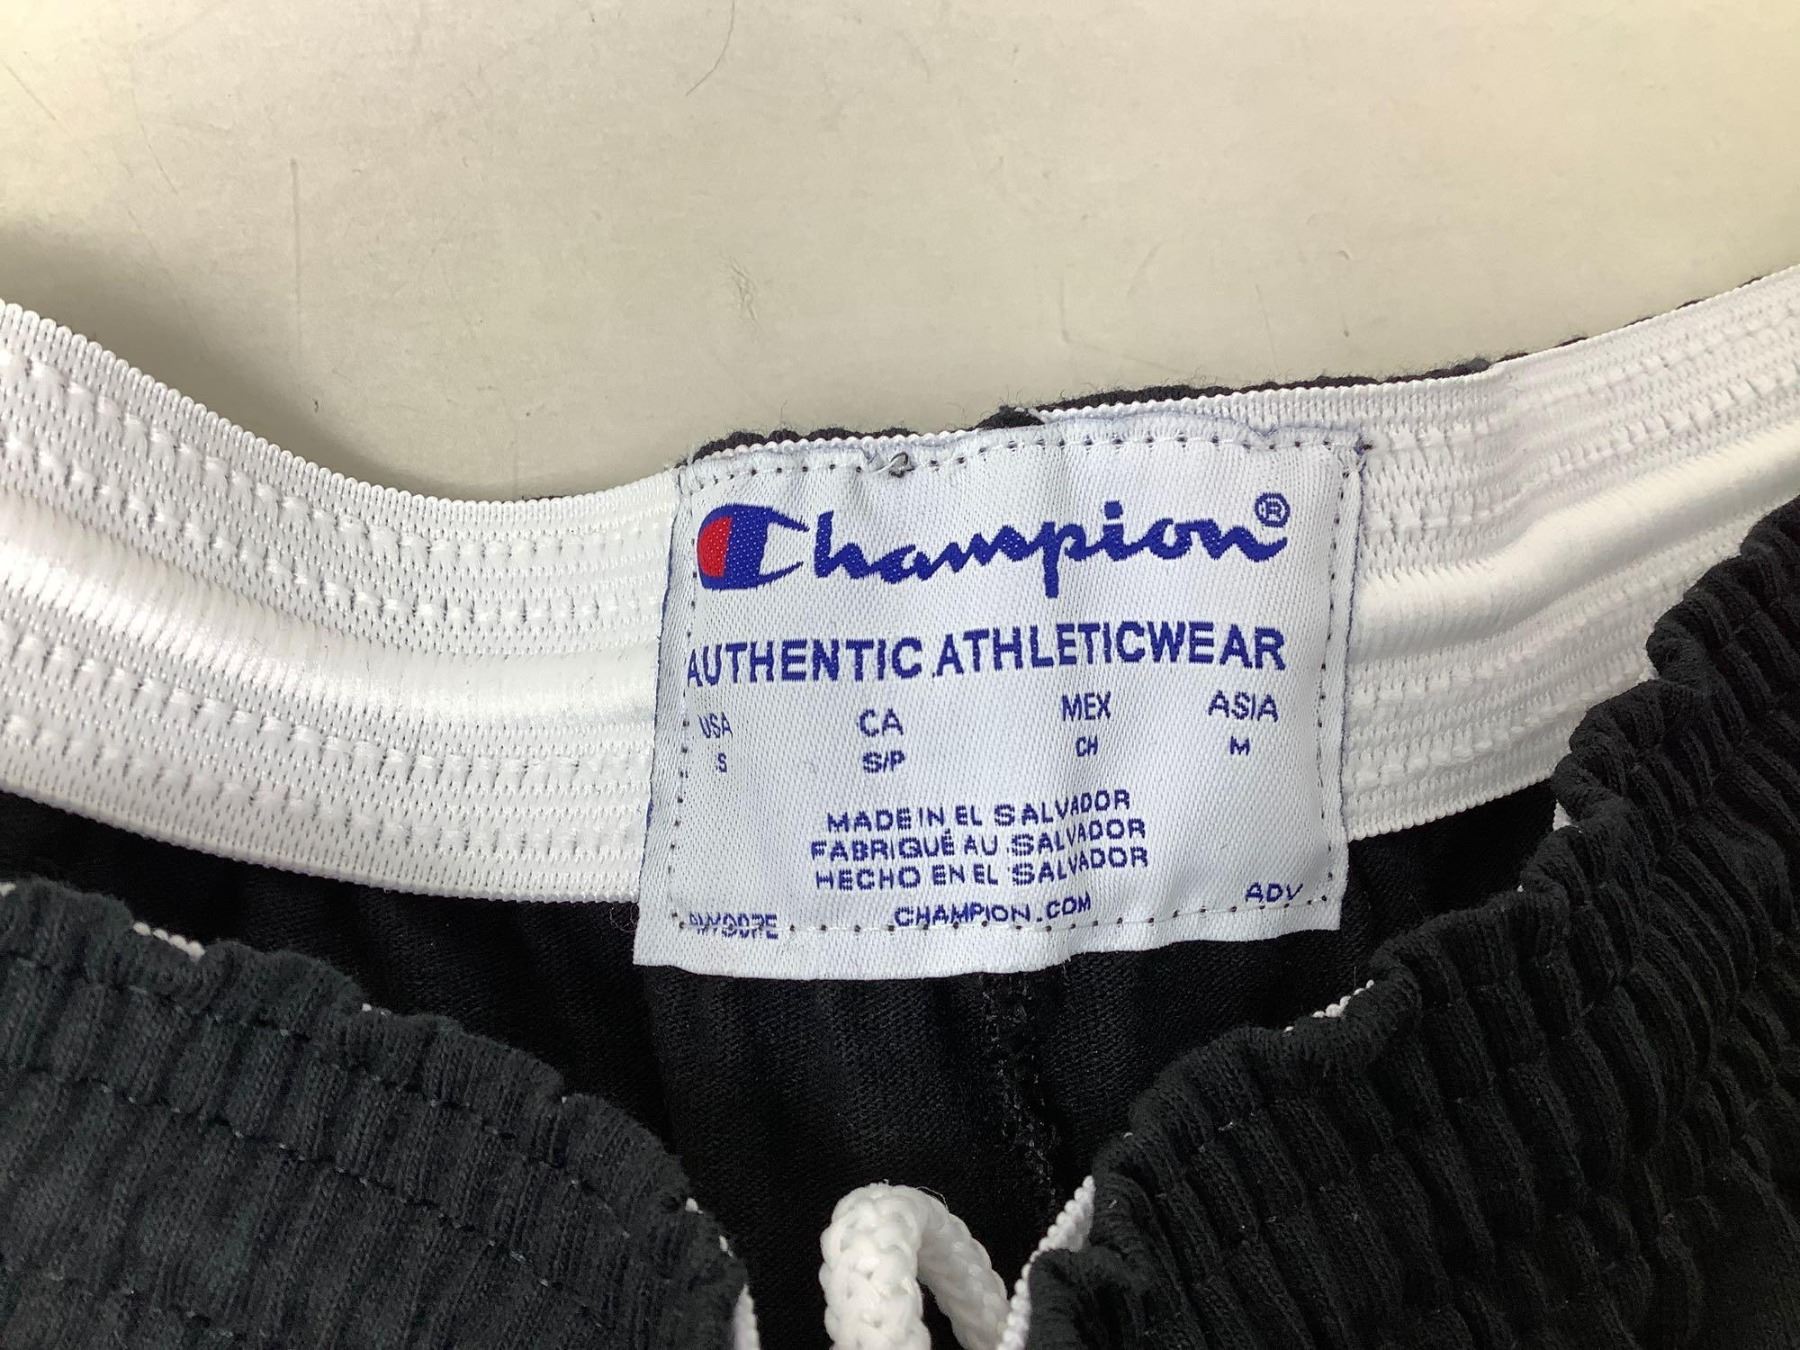 Champion®
AUTHENTIC ATHLETICWEAR
USA CA MEX ASIA
S S/P CH M
MADE IN EL SALVADOR
FABRIQUÉ AU SALVADOR
HECHO EN EL SALVADOR
CHAMPION.COM ADV